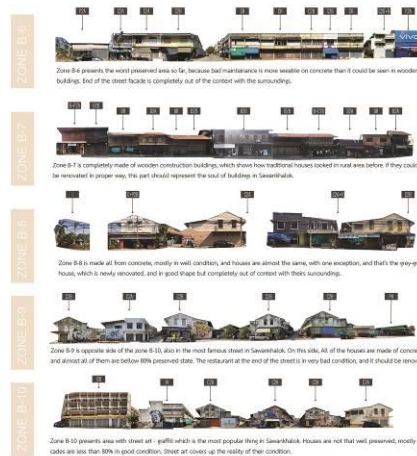 ZONE B-6
vivo
Zone B-6 presents the worst preserved area so far, because bad maintenance is more seeable on concrete than it could be seen in wooden
buildings. End of the street facade is completely out of the context with the surroundings.
ZONE B-7
Zone B-7 is completely made of wooden construction buildings, which shows how traditional houses looked in rural area before. If they could
be renovated in proper way, this part should represent the soul of buildings in Sawankhalok.
ZONE B-8
Zone B-8 is made all from concrete, mostly in well condition, and houses are almost the same, with one exception, and that's the grey-g
house, which is newly renovated, and in good shape but completely out of context with theirs surroundings.
ZONE B-9
Zone B-9 is opposite side of the zone B-10, also in the most famous street in Sawankhalok. On this side, All of the houses are made of concre
and almost all of them are bellow 80% preserved state. The restaurant at the end of the street is in very bad condition, and it should be renov
ZONE B-10
Zone B-10 presents area with street art - graffit which is the most popular thing in Sawankhalok. Houses are not that well preserved, mostly
cades are less than 80% in good condition. Street art covers up the reality of their condition.